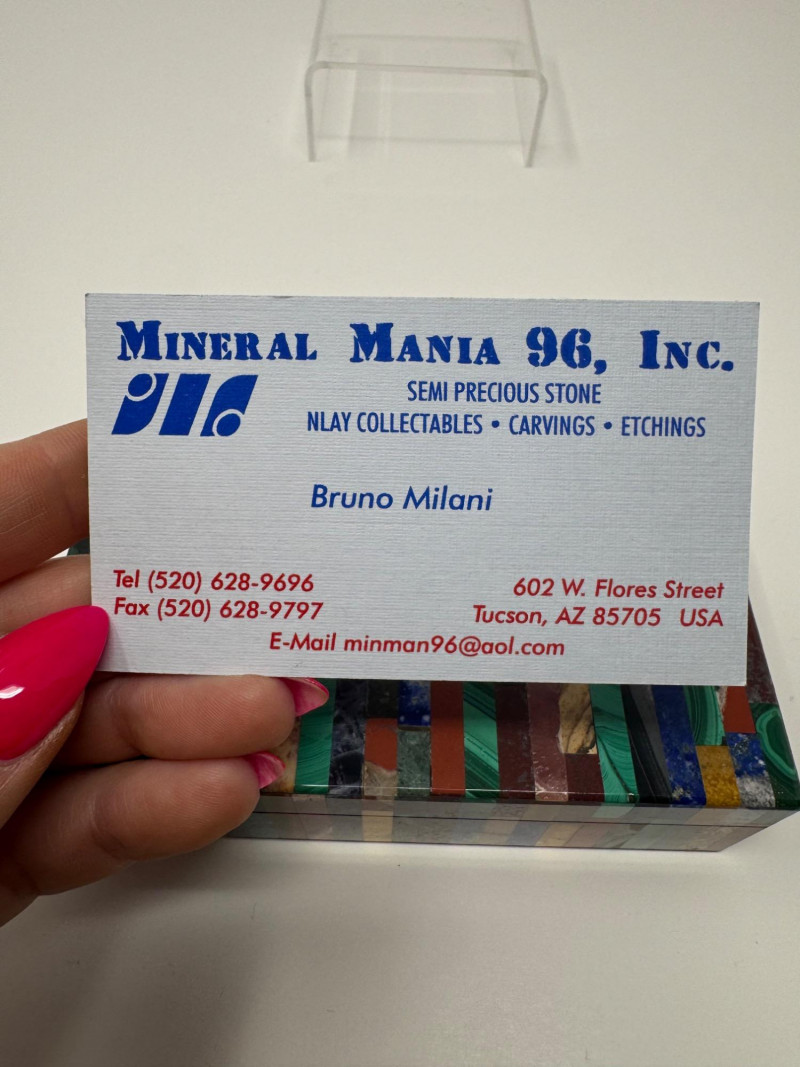 MINERAL MANIA 96, INC.
SEMI PRECIOUS STONE
NLAY COLLECTABLES • CARVINGS • ETCHINGS
Bruno Milani
Tel (520) 628-9696
Fax (520) 628-9797
602 W. Flores Street
Tucson, AZ 85705 USA
E-Mail minman96@aol.com